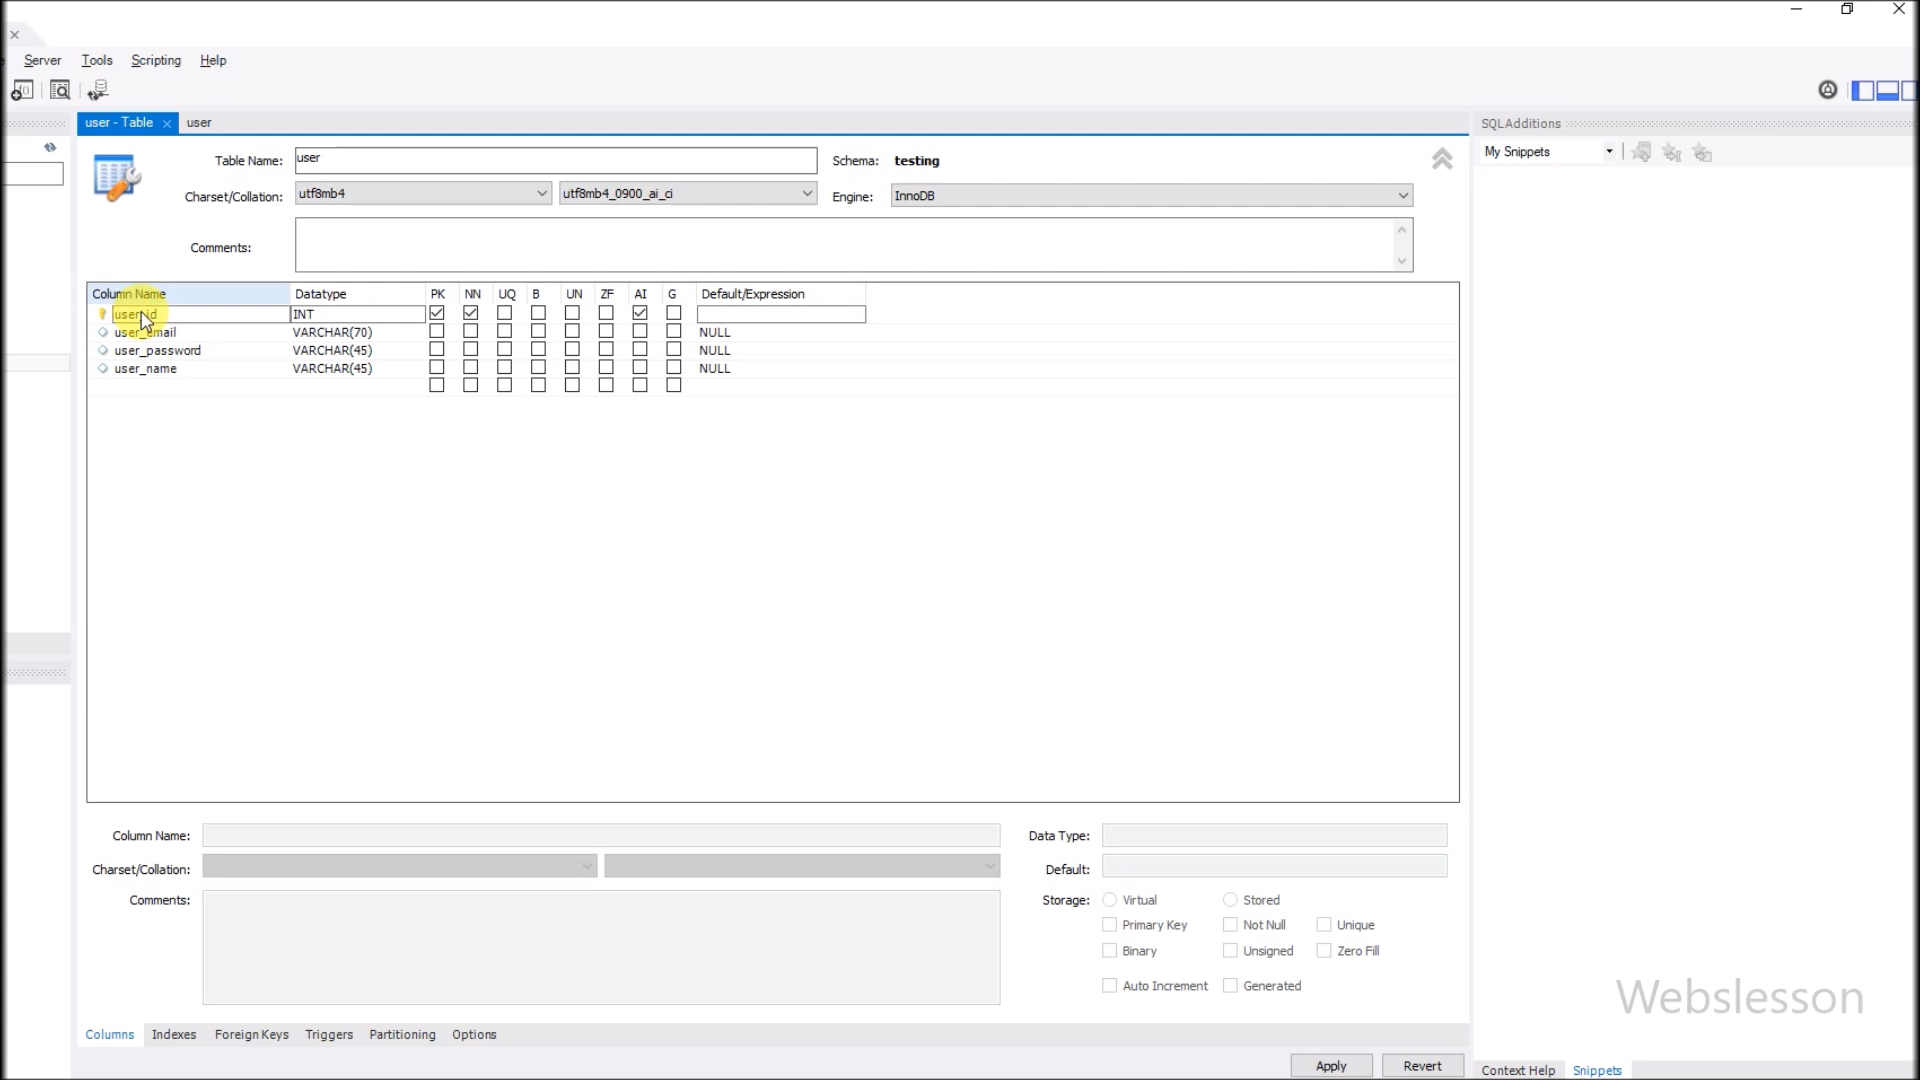 Server Tools Scripting Help
user - Table user
SQLAdditions
Table Name: user Schema: testing
My Snippets
Charset/Collation: utf8mb4 utf8mb4_0900_ai_ci Engine: InnoDB
Comments:
Column Name Datatype PK NN UQ B UN ZF AI G Default/Expression
user_id INT
user_email VARCHAR(70) NULL
user_password VARCHAR(45) NULL
user_name VARCHAR(45) NULL
Column Name: Data Type:
Charset/Collation: Default:
Comments: Storage: Virtual Stored
Primary Key Not Null Unique
Binary Unsigned Zero Fill
Auto Increment Generated
Webslesson
Columns Indexes Foreign Keys Triggers Partitioning Options
Apply Revert
Context Help Snippets